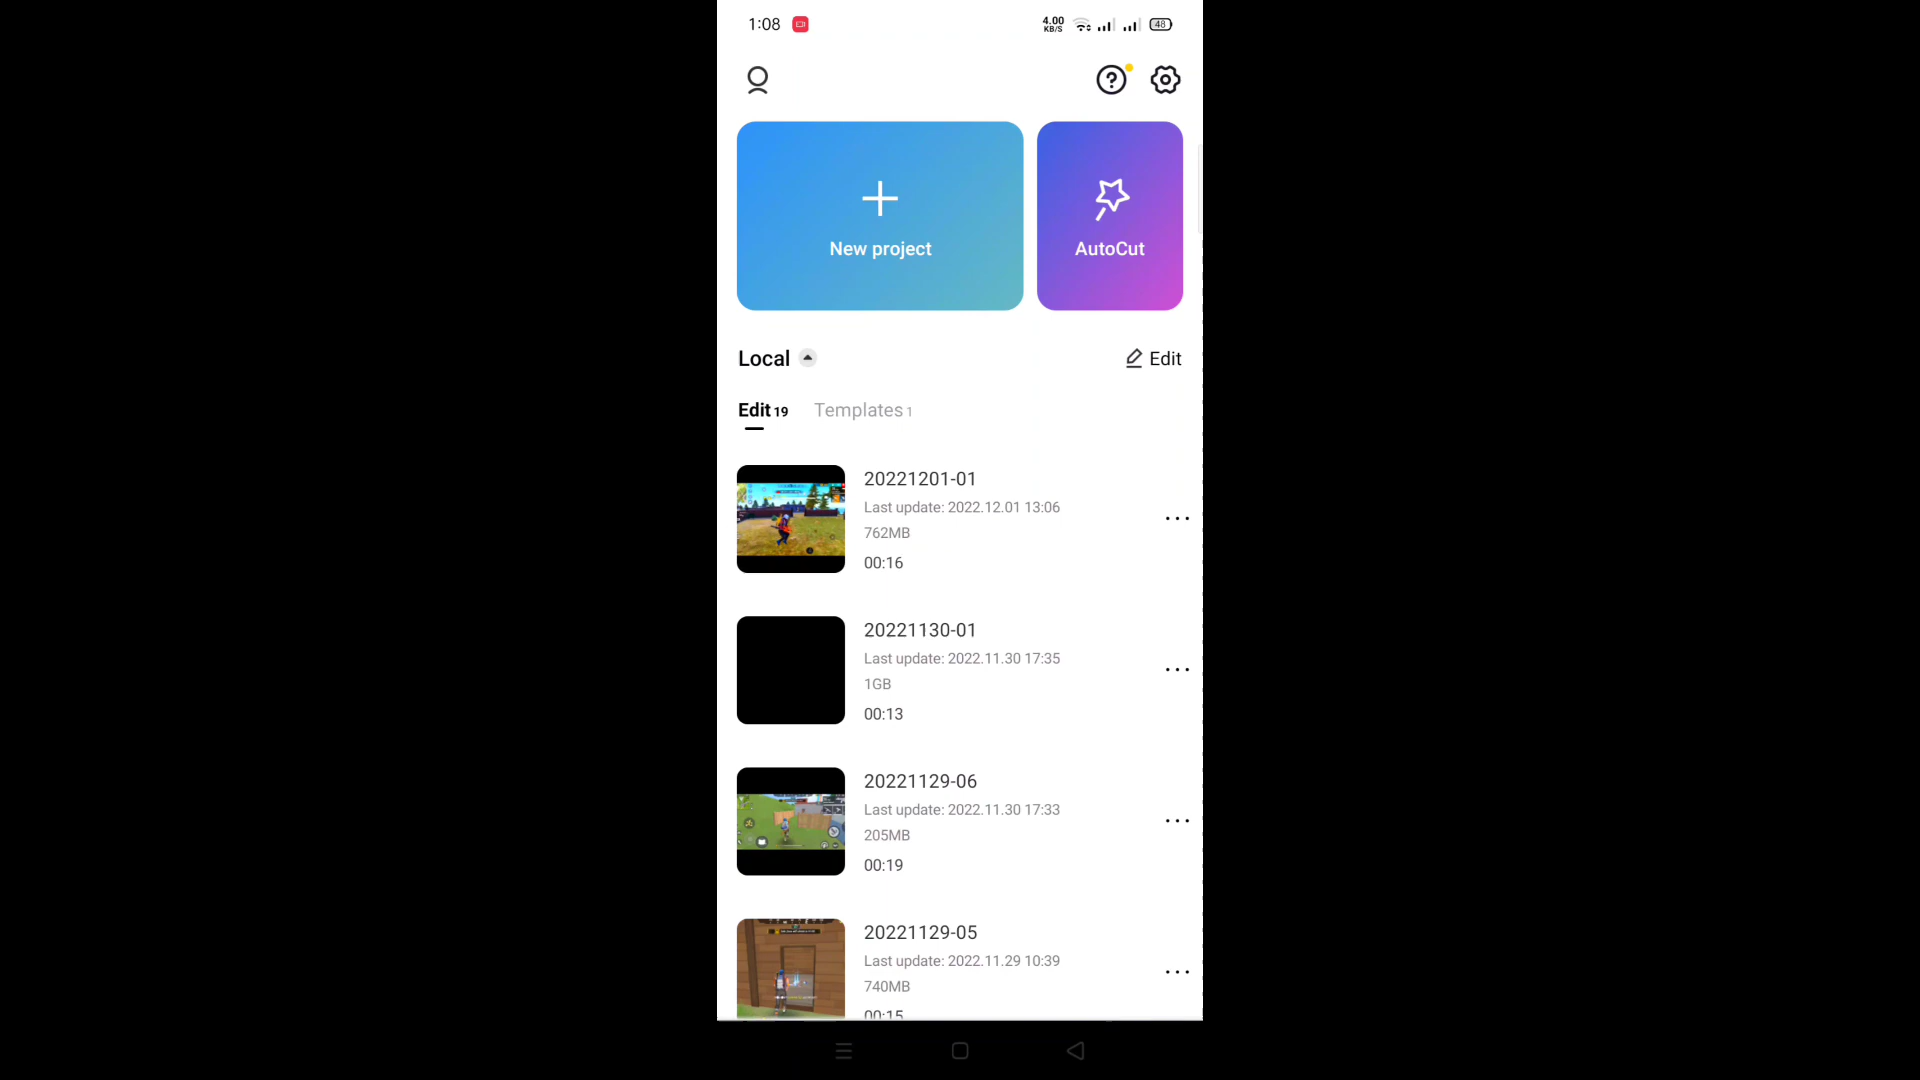 1:08
4.00
KB/S
48
New project
AutoCut
Local
Edit
Edit 19
Templates 1
20221201-01
Last update: 2022.12.01 13:06
762MB
00:16
20221130-01
Last update: 2022.11.30 17:35
1GB
00:13
20221129-06
Last update: 2022.11.30 17:33
205MB
00:19
20221129-05
Last update: 2022.11.29 10:39
740MB
00:15